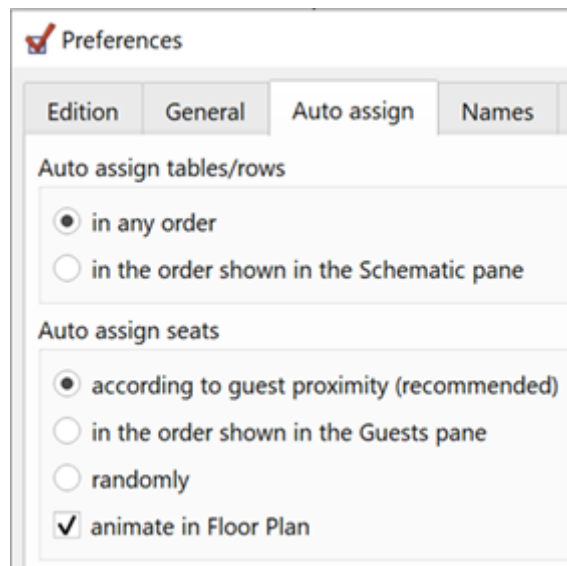 Preferences
Edition
General
Auto assign
Names
Auto assign tables/rows
in any order
in the order shown in the Schematic pane
Auto assign seats
according to guest proximity (recommended)
in the order shown in the Guests pane
randomly
animate in Floor Plan